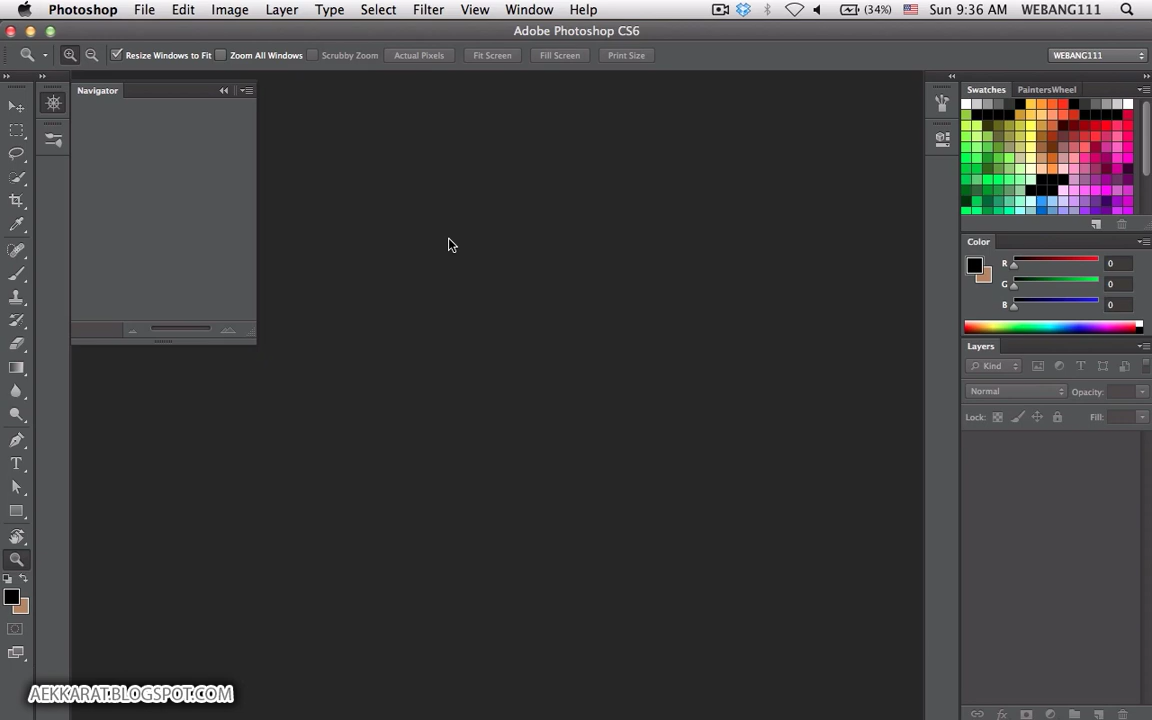 Photoshop File Edit Image Layer Type Select Filter View Window Help (34%) Sun 9:36 AM WEBANG111
Adobe Photoshop CS6
Resize Windows to Fit Zoom All Windows Scrubby Zoom Actual Pixels Fit Screen Fill Screen Print Size WEBANG111
Navigator
Swatches PaintersWheel
Color
R 0
G 0
B 0
Layers
Kind
Normal Opacity:
Lock: Fill:
AEKKARAT.BLOGSPOT.COM